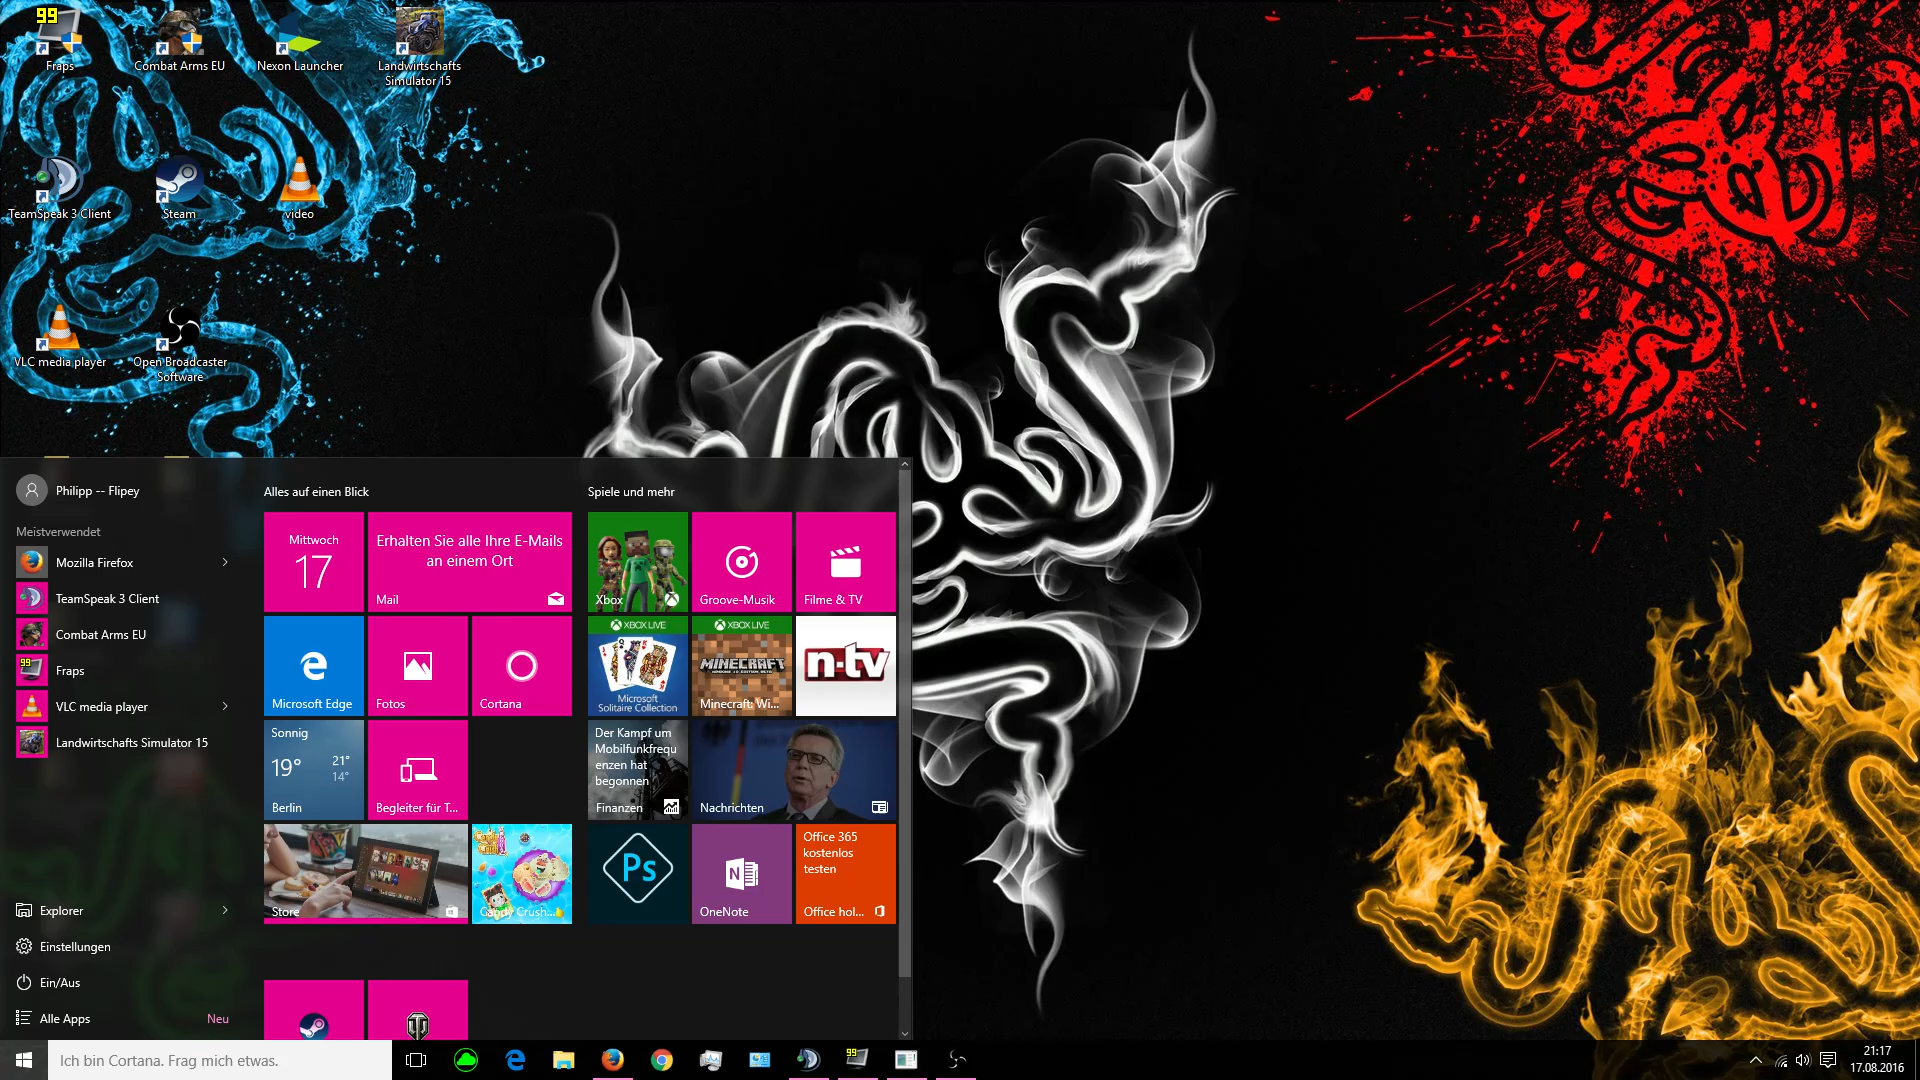 99
Fraps
Combat Arms EU
Nexon Launcher
Landwirtschafts
Simulator 15
TeamSpeak 3 Client
Steam
video
VLC media player
Open Broadcaster
Software
Philipp -- Flipey
Meistverwendet
Mozilla Firefox
TeamSpeak 3 Client
Combat Arms EU
99
Fraps
VLC media player
Landwirtschafts Simulator 15
Explorer
Einstellungen
Ein/Aus
Alle Apps
Neu
Alles auf einen Blick
Mittwoch
17
Erhalten Sie alle Ihre E-Mails
an einem Ort
Mail
Microsoft Edge
Fotos
Cortana
Sonnig
19°
21°
14°
Berlin
Begleiter für T...
Store
Candy Crush...
Spiele und mehr
Xbox
Groove-Musik
Filme & TV
XBOX LIVE
Microsoft
Solitaire Collection
XBOX LIVE
MINECRAFT
Minecraft: Wi...
n-tv
Der Kampf um
Mobilfunkfrequ
enzen hat
begonnen
Finanzen
Nachrichten
Ps
N
OneNote
Office 365
kostenlos
testen
Office hol...
Ich bin Cortana. Frag mich etwas.
99
21:17
17.08.2016